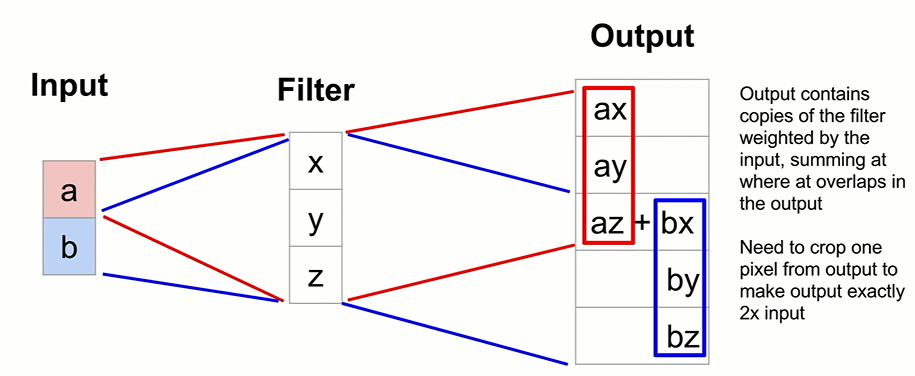 Input
Filter
Output
a
b
x
y
z
ax
ay
az + bx
by
bz
Output contains
copies of the filter
weighted by the
input, summing at
where at overlaps in
the output
Need to crop one
pixel from output to
make output exactly
2x input